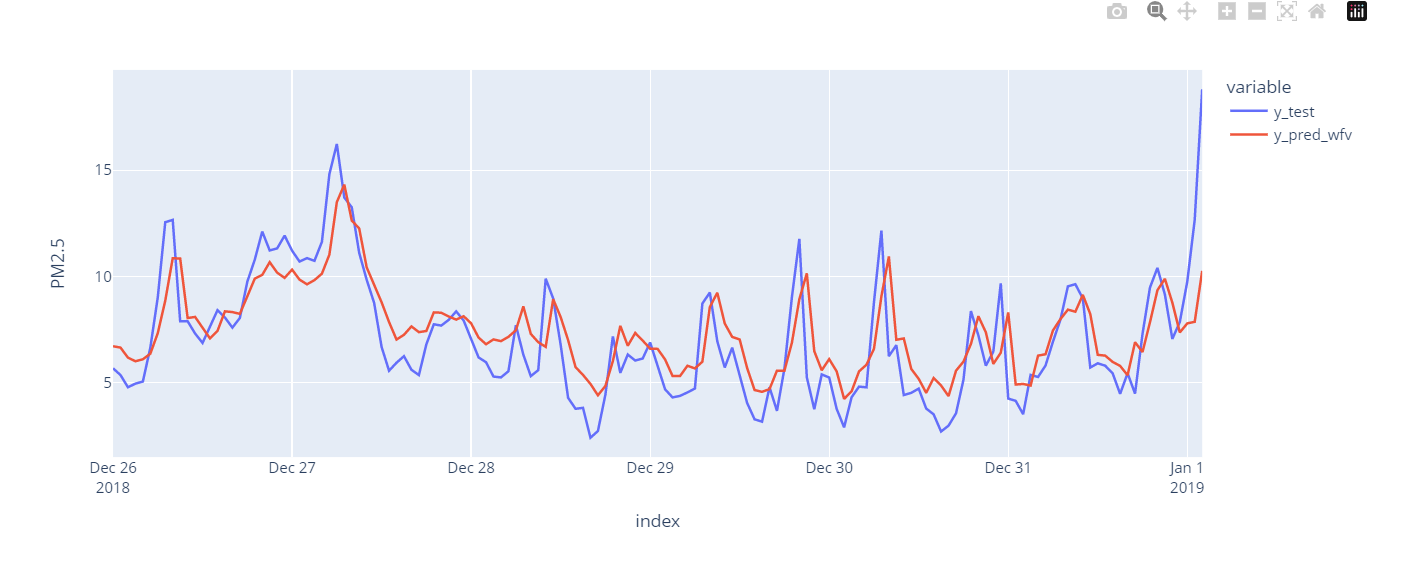 variable
y_test
y_pred_wfv
PM2.5
15
10
5
Dec 26
2018
Dec 27
Dec 28
Dec 29
Dec 30
Dec 31
Jan 1
2019
index